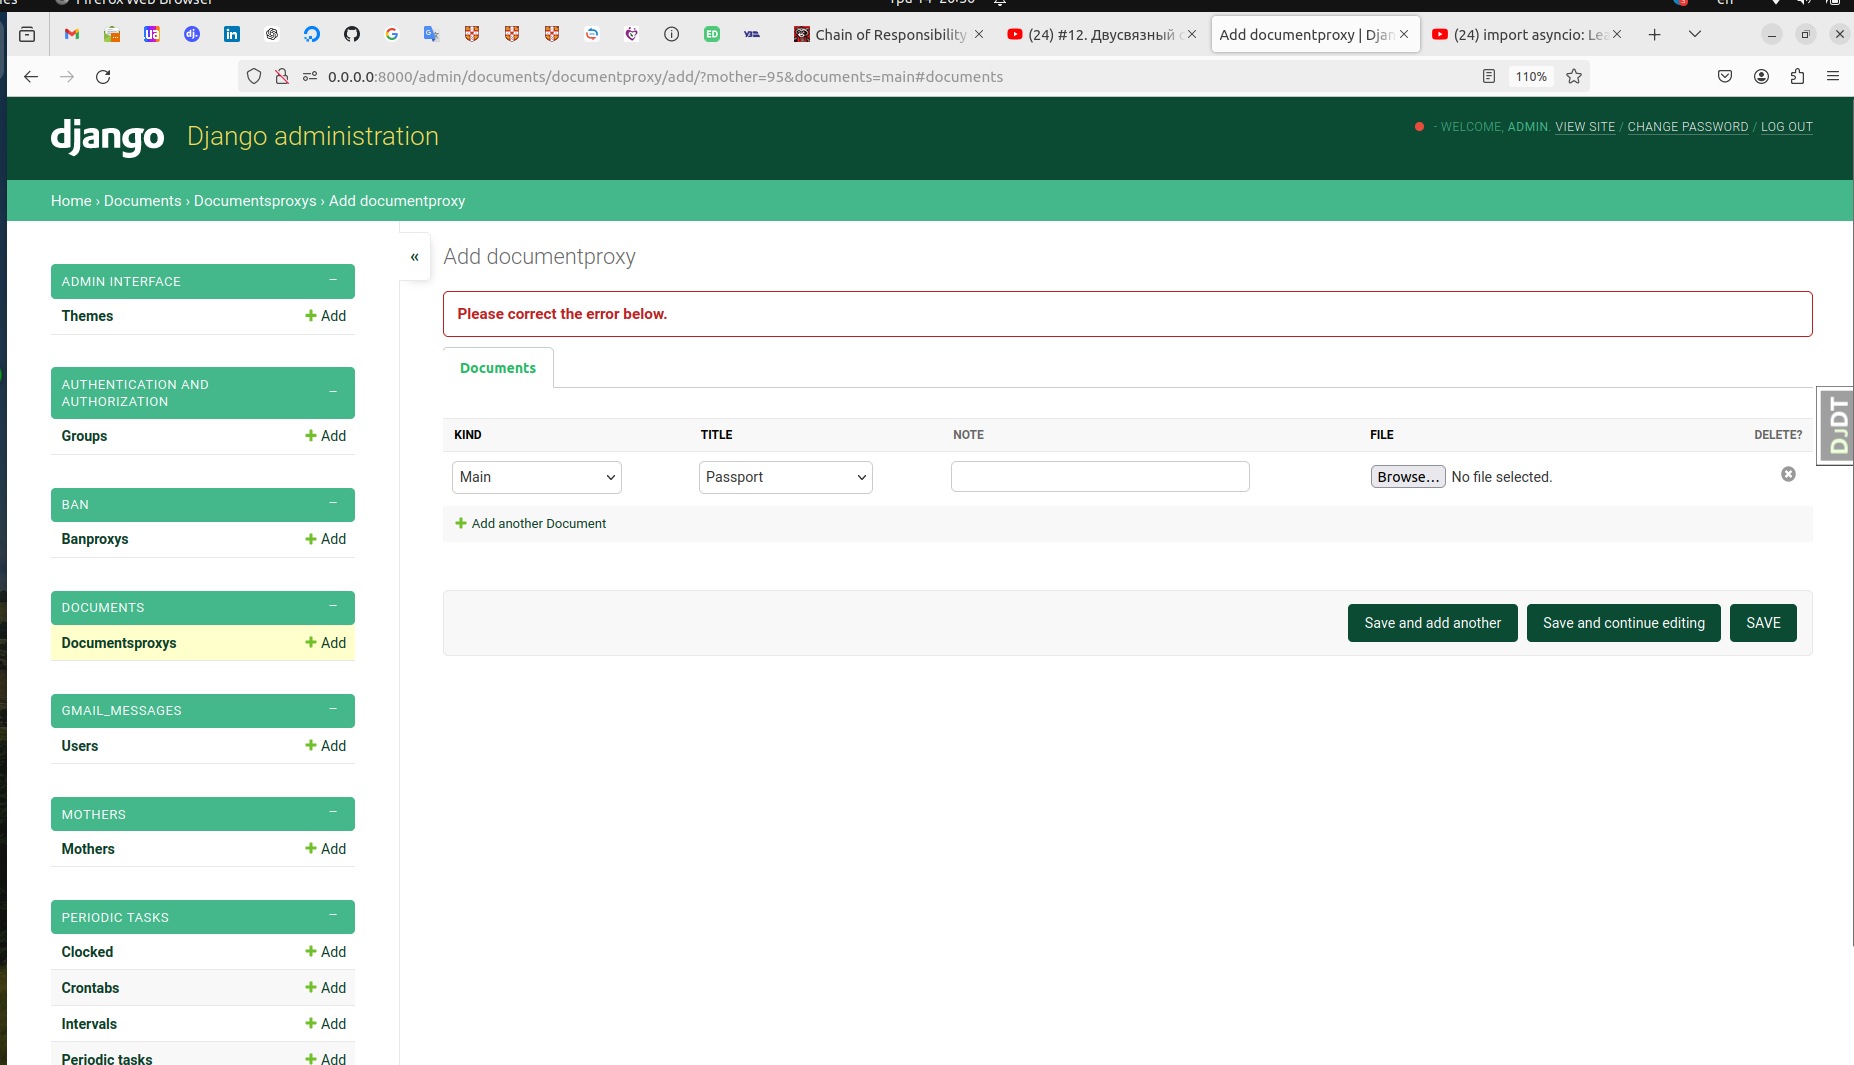 Firefox Web Browser
en
Chain of Responsibility
(24) #12. Двусвязный
Add documentproxy | Djan
(24) import asyncio: Le
0.0.0.0:8000/admin/documents/documentproxy/add/?mother=95&documents=main#documents
110%
django
Django administration
- WELCOME, ADMIN. VIEW SITE / CHANGE PASSWORD / LOG OUT
Home › Documents › Documentsproxys › Add documentproxy
«
Add documentproxy
Please correct the error below.
Documents
KIND TITLE NOTE FILE DELETE?
Main Passport Browse... No file selected.
Add another Document
Save and add another Save and continue editing SAVE
DJDT
ADMIN INTERFACE
Themes Add
AUTHENTICATION AND
AUTHORIZATION
Groups Add
BAN
Banproxys Add
DOCUMENTS
Documentsproxys Add
GMAIL_MESSAGES
Users Add
MOTHERS
Mothers Add
PERIODIC TASKS
Clocked Add
Crontabs Add
Intervals Add
Periodic tasks Add